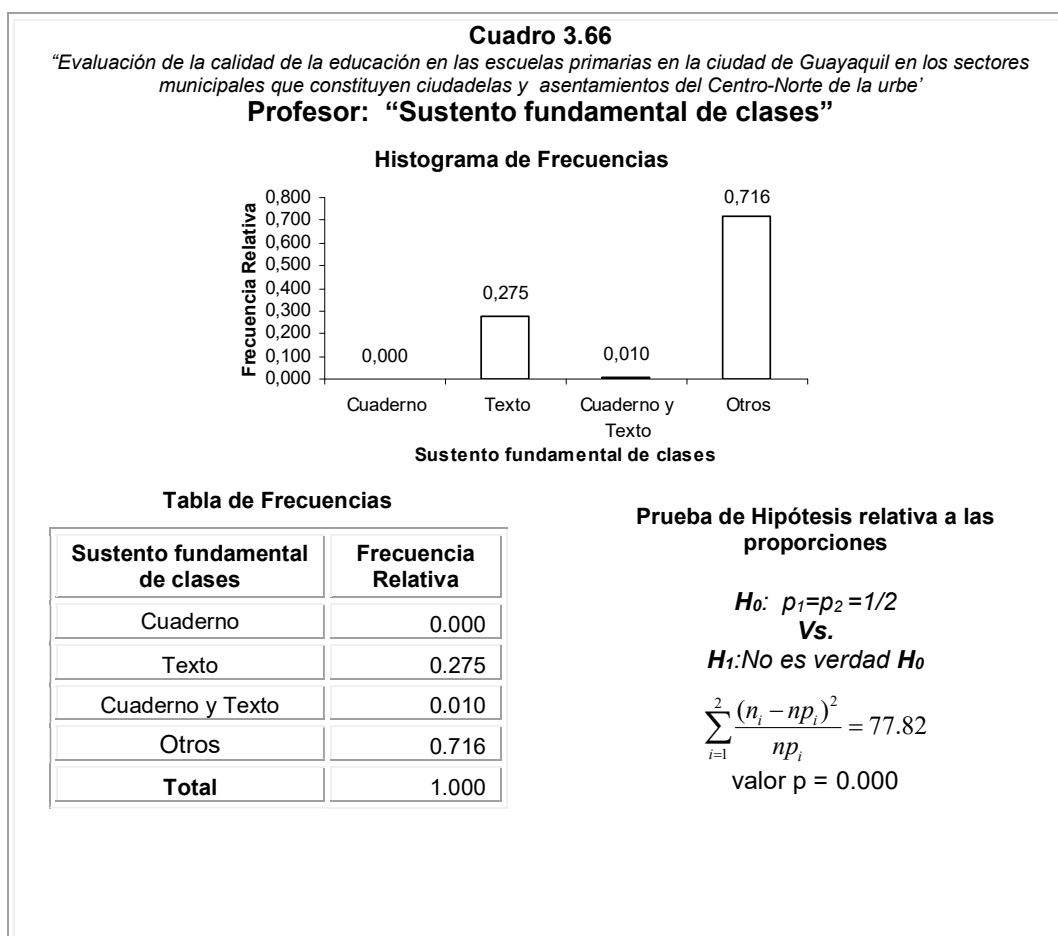 Cuadro 3.66
“Evaluación de la calidad de la educación en las escuelas primarias en la ciudad de Guayaquil en los sectores
municipales que constituyen ciudadelas y asentamientos del Centro-Norte de la urbe’
Profesor: “Sustento fundamental de clases”
Histograma de Frecuencias
Frecuencia Relativa
0,800
0,700
0,600
0,500
0,400
0,300
0,200
0,100
0,000
0,000
0,275
0,010
0,716
Cuaderno
Texto
Cuaderno y
Texto
Otros
Sustento fundamental de clases
Tabla de Frecuencias
Sustento fundamental
de clases
Frecuencia
Relativa
Cuaderno 0.000
Texto 0.275
Cuaderno y Texto 0.010
Otros 0.716
Total 1.000
Prueba de Hipótesis relativa a las
proporciones
H₀: p₁=p₂ =1/2
Vs.
H₁:No es verdad H₀
∑_{i=1}^{2} (n_i − np_i)² / np_i = 77.82
valor p = 0.000